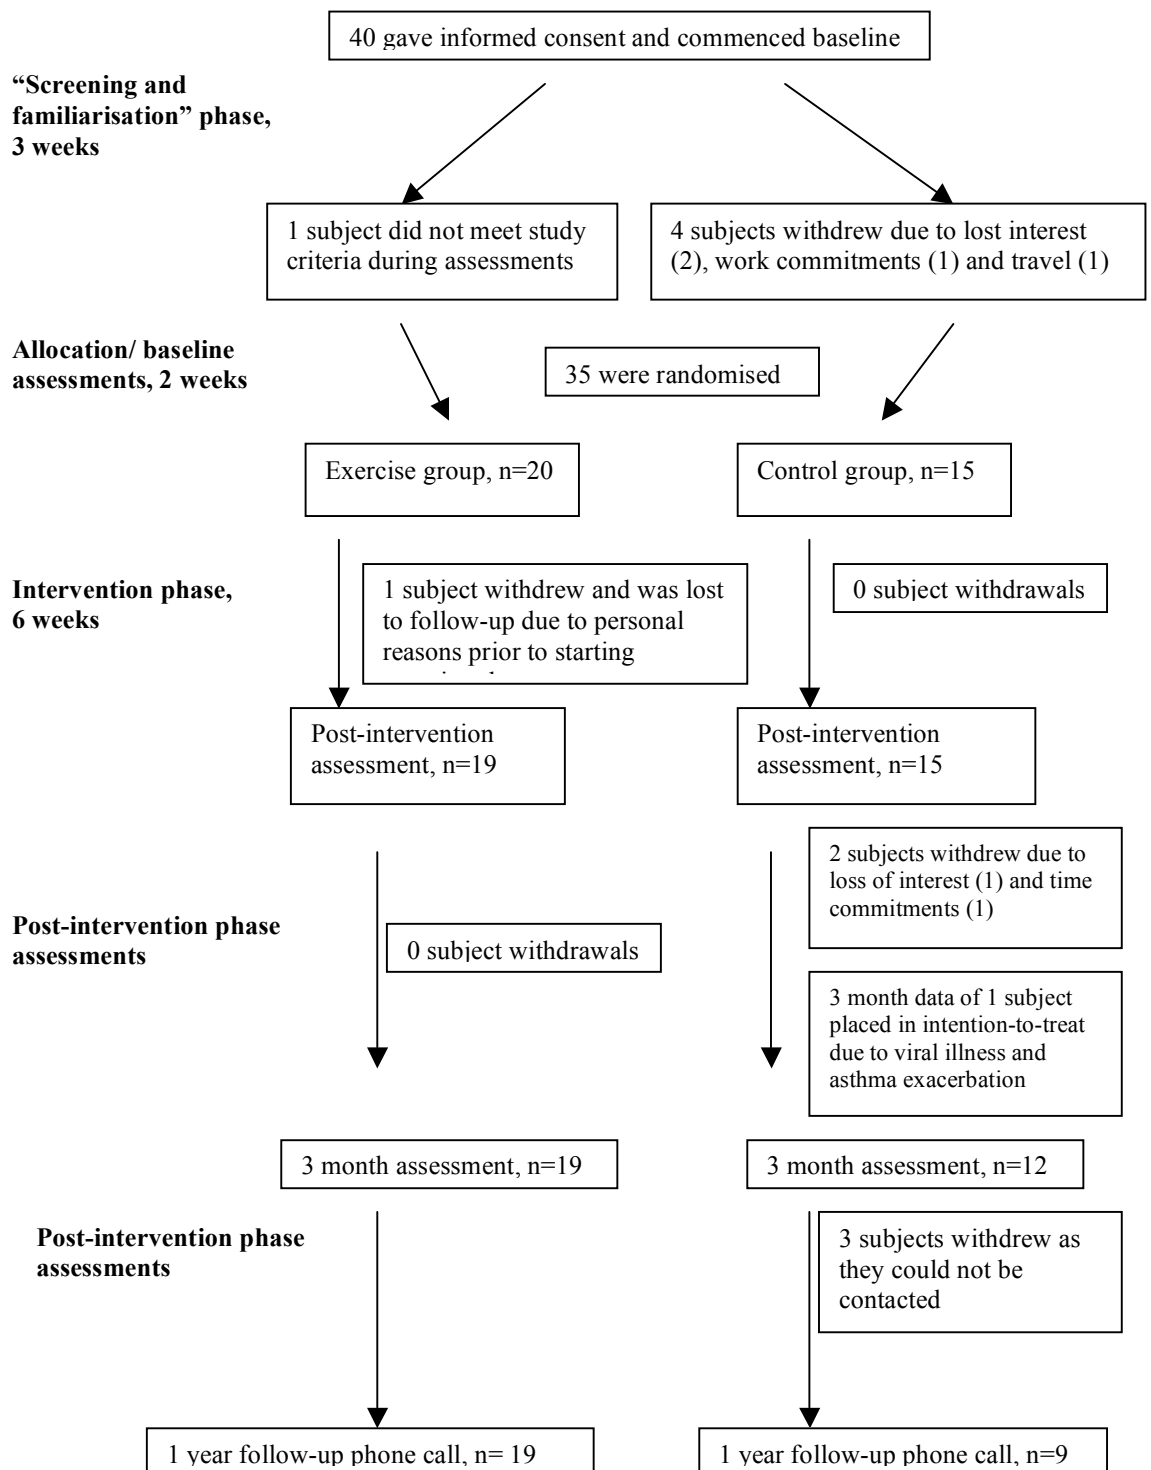 40 gave informed consent and commenced baseline
“Screening and
familiarisation” phase,
3 weeks
1 subject did not meet study
criteria during assessments
4 subjects withdrew due to lost interest
(2), work commitments (1) and travel (1)
Allocation/ baseline
assessments, 2 weeks
35 were randomised
Exercise group, n=20
Control group, n=15
Intervention phase,
6 weeks
1 subject withdrew and was lost
to follow-up due to personal
reasons prior to starting
0 subject withdrawals
Post-intervention
assessment, n=19
Post-intervention
assessment, n=15
2 subjects withdrew due to
loss of interest (1) and time
commitments (1)
Post-intervention phase
assessments
0 subject withdrawals
3 month data of 1 subject
placed in intention-to-treat
due to viral illness and
asthma exacerbation
3 month assessment, n=19
3 month assessment, n=12
Post-intervention phase
assessments
3 subjects withdrew as
they could not be
contacted
1 year follow-up phone call, n= 19
1 year follow-up phone call, n=9